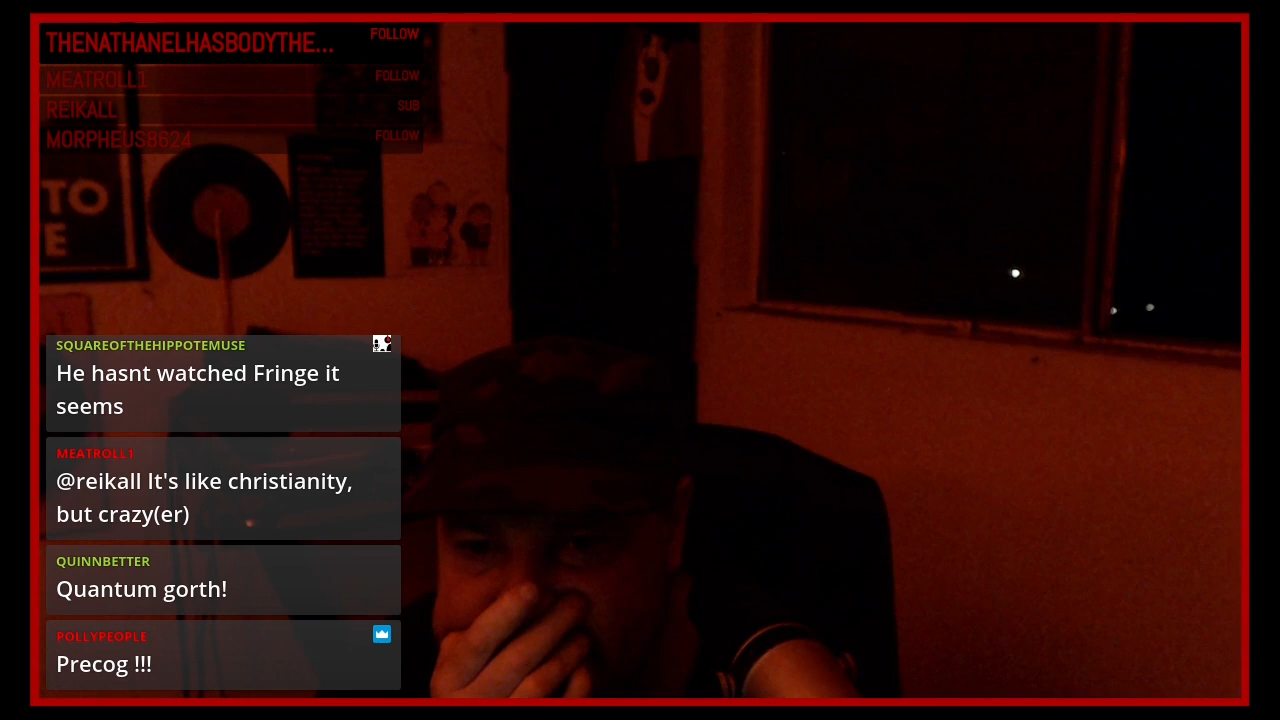 THENATHANELHASBODYTHE... FOLLOW
MEATROLL1 FOLLOW
REIKALL SUB
MORPHEUS8624 FOLLOW
TO
E
SQUAREOFTHEHIPPOTEMUSE
He hasnt watched Fringe it
seems
MEATROLL1
@reikall It's like christianity,
but crazy(er)
QUINNBETTER
Quantum gorth!
POLLYPEOPLE
Precog !!!